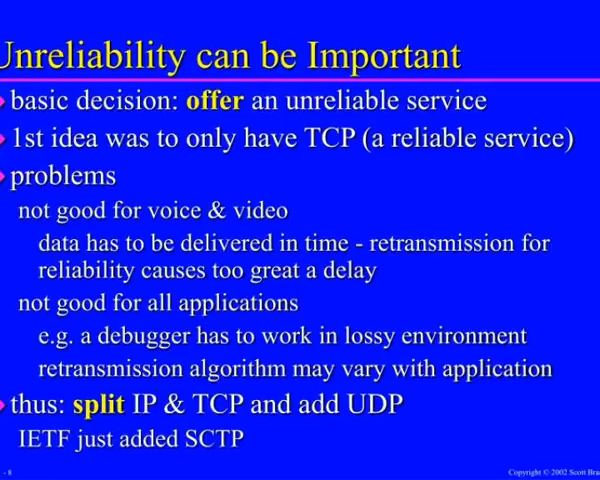 Unreliability can be Important
basic decision: offer an unreliable service
1st idea was to only have TCP (a reliable service)
problems
not good for voice & video
data has to be delivered in time - retransmission for
reliability causes too great a delay
not good for all applications
e.g. a debugger has to work in lossy environment
retransmission algorithm may vary with application
thus: split IP & TCP and add UDP
IETF just added SCTP
- 8
Copyright © 2002 Scott